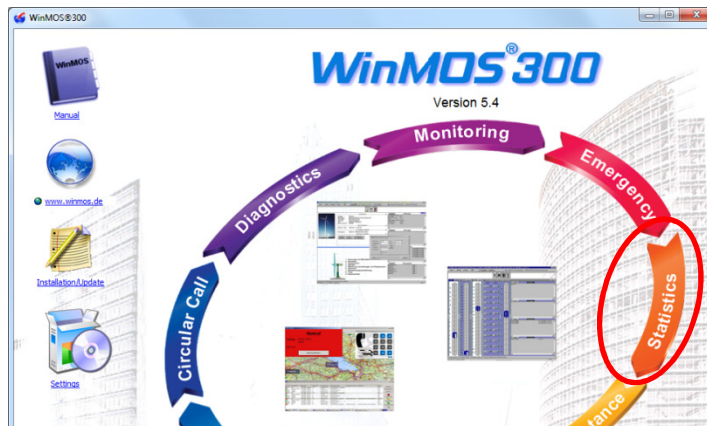 WinMOS®300
WinMOS
Manual
www.winmos.de
Installation/Update
Settings
WinMOS®300
Version 5.4
Circular Call
Diagnostics
Monitoring
Emergency
Statistics